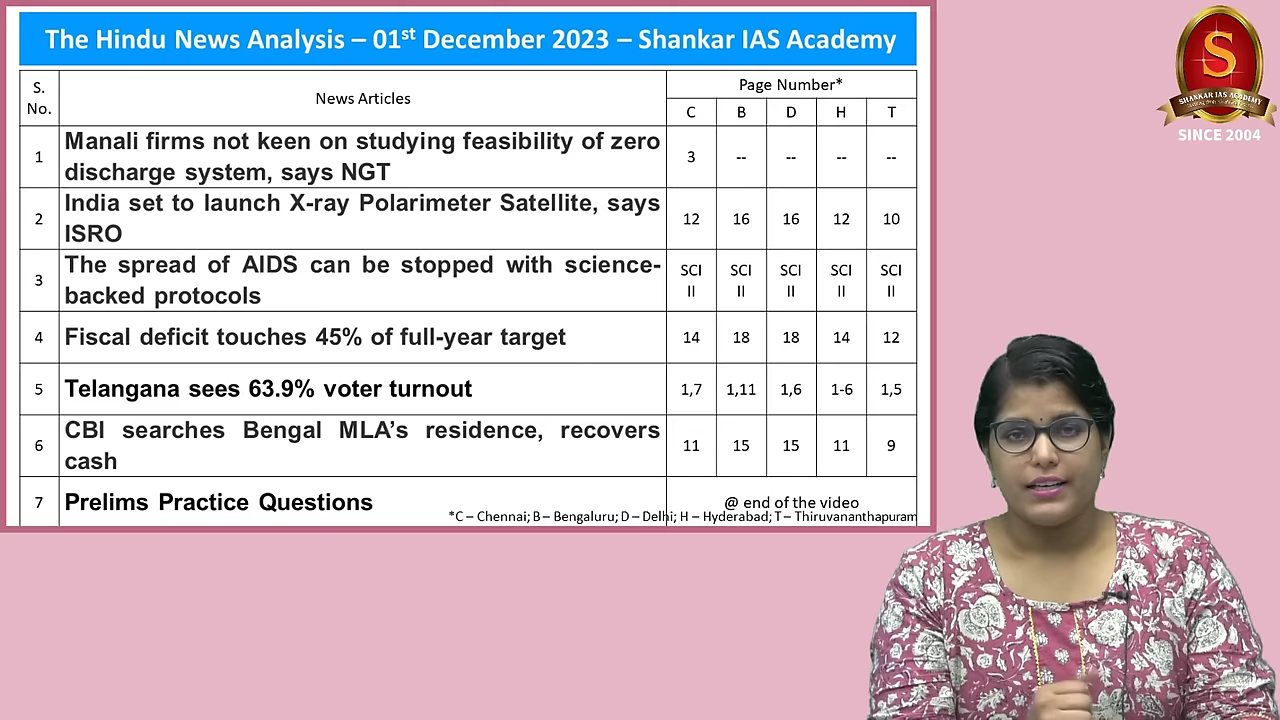 The Hindu News Analysis – 01st December 2023 – Shankar IAS Academy
S. No.
News Articles
Page Number*
C B D H T
1
Manali firms not keen on studying feasibility of zero
discharge system, says NGT
3 -- -- -- --
2
India set to launch X-ray Polarimeter Satellite, says
ISRO
12 16 16 12 10
3
The spread of AIDS can be stopped with science-
backed protocols
SCI SCI SCI SCI SCI
II II II II II
4 Fiscal deficit touches 45% of full-year target 14 18 18 14 12
5 Telangana sees 63.9% voter turnout 1,7 1,11 1,6 1-6 1,5
6
CBI searches Bengal MLA’s residence, recovers
cash
11 15 15 11 9
7 Prelims Practice Questions @ end of the video
*C – Chennai; B – Bengaluru; D – Delhi; H – Hyderabad; T – Thiruvananthapuram
S
SHANKAR IAS ACADEMY
SINCE 2004